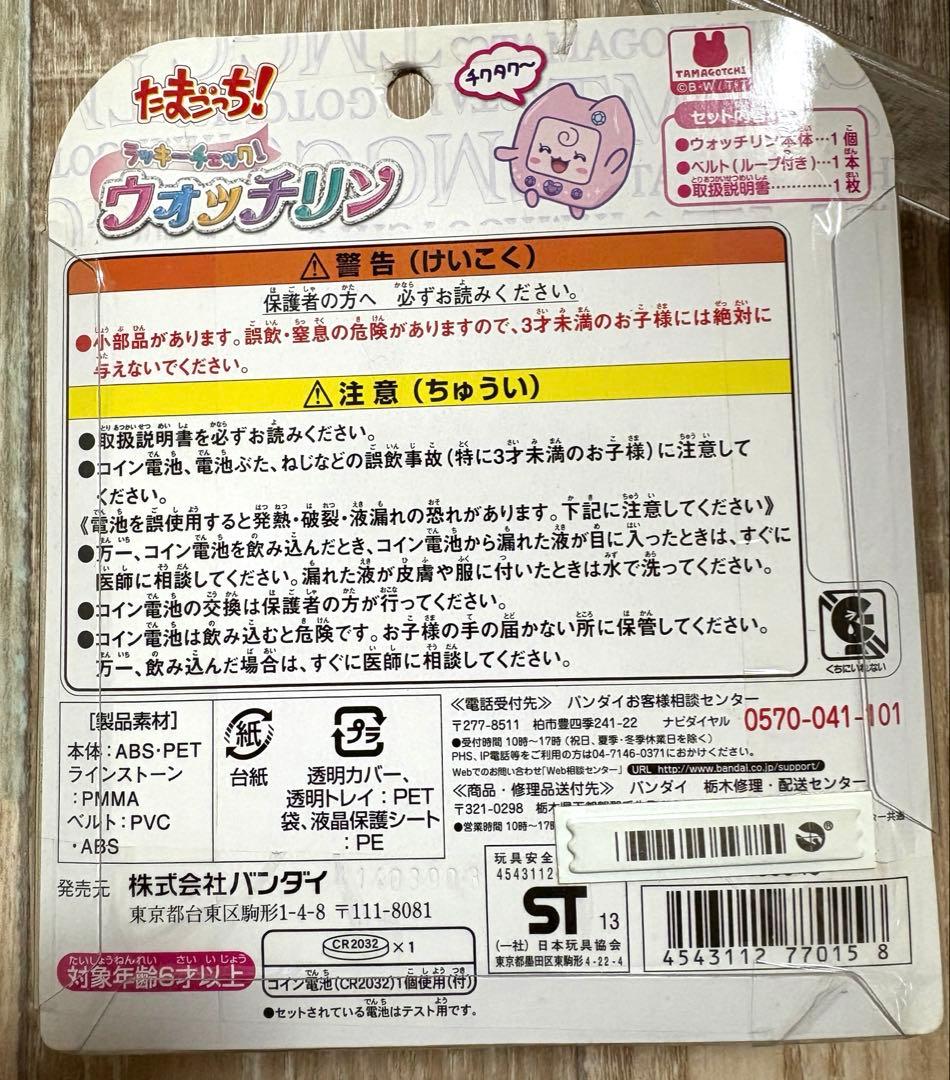 たまごっち!
ラッキーチェック!
ウォッチリン
チクタク〜
TAMAGOTCHI
セット内容
●ウォッチリン本体…1個
●ベルト(ループ付き)…1本
●取扱説明書…………1枚
⚠警告(けいこく)
保護者の方へ 必ずお読みください。
●小部品があります。誤飲・窒息の危険がありますので、3才未満のお子様には絶対に
与えないでください。
⚠注意(ちゅうい)
●取扱説明書を必ずお読みください。
●コイン電池、電池ぶた、ねじなどの誤飲事故(特に3才未満のお子様)に注意して
ください。
《電池を誤使用すると発熱・破裂・液漏れの恐れがあります。下記に注意してください》
●万一、コイン電池を飲み込んだとき、コイン電池から漏れた液が目に入ったときは、すぐに
医師に相談してください。漏れた液が皮膚や服に付いたときは水で洗ってください。
●コイン電池の交換は保護者の方が行ってください。
●コイン電池は飲み込むと危険です。お子様の手の届かない所に保管してください。
万一、飲み込んだ場合は、すぐに医師に相談してください。
くちにいれない
[製品素材]
本体:ABS・PET
ラインストーン
:PMMA
ベルト:PVC
・ABS
紙
台紙
プラ
透明カバー、
透明トレイ:PET
袋、液晶保護シート
:PE
≪電話受付先≫ バンダイお客様相談センター
〒277-8511 柏市豊四季241-22 ナビダイヤル 0570-041-101
●受付時間 10時〜17時(祝日、夏季・冬季休業日を除く)
PHS、IP電話等をご利用の方は04-7146-0371におかけください。
Webでのお問い合わせ「Web相談センター」 URL http://www.bandai.co.jp/support/
≪商品・修理品送付先≫ バンダイ 栃木修理・配送センター
〒321-0298
●営業時間 10時〜17時
発売元 株式会社バンダイ
東京都台東区駒形1-4-8 〒111-8081
対象年齢6才以上
CR2032 ×1
コイン電池(CR2032)1個使用(付)
●セットされている電池はテスト用です。
玩具安全
4543112
ST 13
(一社)日本玩具協会
東京都墨田区東駒形4-22-4
4543112 77015 8